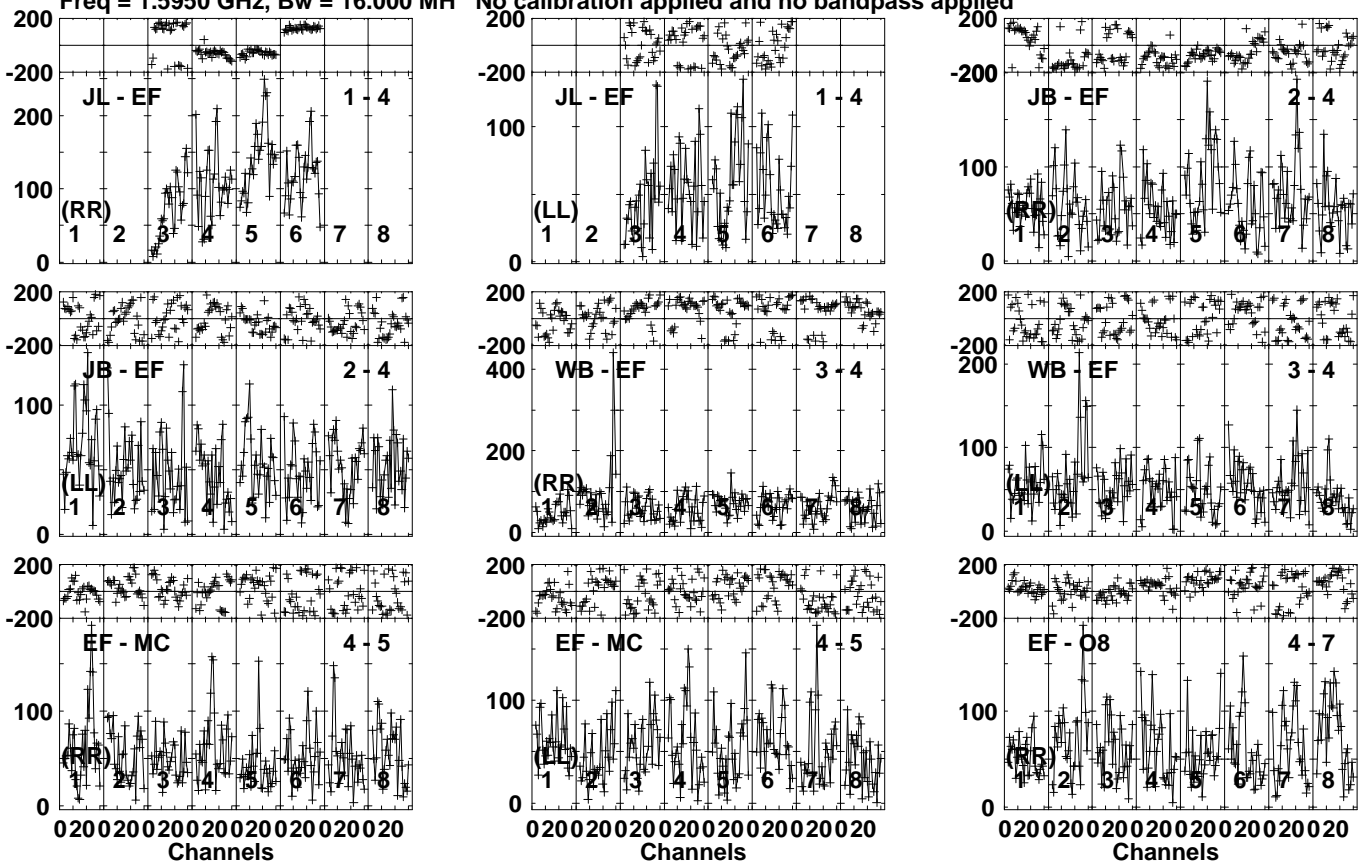 Freq = 1.5950 GHz, Bw = 16.000 MH No calibration applied and no bandpass applied
200
-200
JL - EF 1 - 4
200
100
0
(RR)
1 2 3 4 5 6 7 8
200
-200
JL - EF 1 - 4
100
0
(LL)
1 2 3 4 5 6 7 8
200
-200
JB - EF 2 - 4
200
100
0
(RR)
1 2 3 4 5 6 7 8
200
-200
JB - EF 2 - 4
100
0
(LL)
1 2 3 4 5 6 7 8
200
-200
WB - EF 3 - 4
400
200
0
(RR)
1 2 3 4 5 6 7 8
200
-200
WB - EF 3 - 4
200
100
0
(LL)
1 2 3 4 5 6 7 8
200
-200
EF - MC 4 - 5
100
0
(RR)
1 2 3 4 5 6 7 8
0 20 0 20 0 20 0 20 0 20 0 20 0 20 0 20
Channels
200
-200
EF - MC 4 - 5
100
0
(LL)
1 2 3 4 5 6 7 8
0 20 0 20 0 20 0 20 0 20 0 20 0 20 0 20
Channels
200
-200
EF - O8 4 - 7
100
0
(RR)
1 2 3 4 5 6 7 8
0 20 0 20 0 20 0 20 0 20 0 20 0 20 0 20
Channels